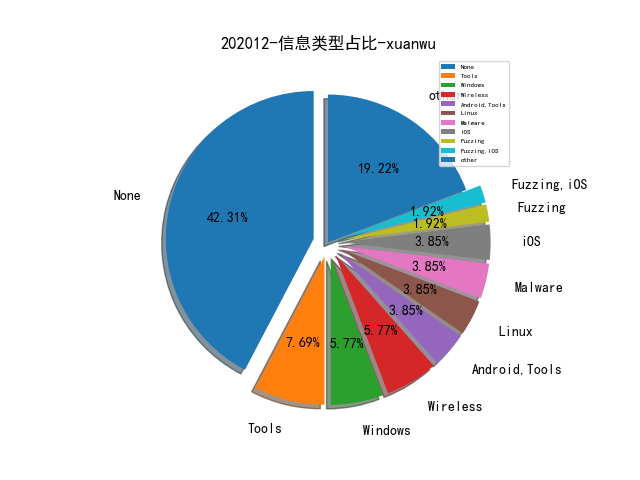 202012-信息类型占比-xuanwu
None
Tools
Windows
Wireless
Android,Tools
Linux
Malware
iOS
Fuzzing
Fuzzing,iOS
other
other
19.22%
Fuzzing,iOS
None
1.92%
Fuzzing
42.31%
1.92%
iOS
3.85%
3.85%
Malware
3.85%
3.85%
Linux
5.77%
7.69%
5.77%
Android,Tools
Wireless
Tools
Windows